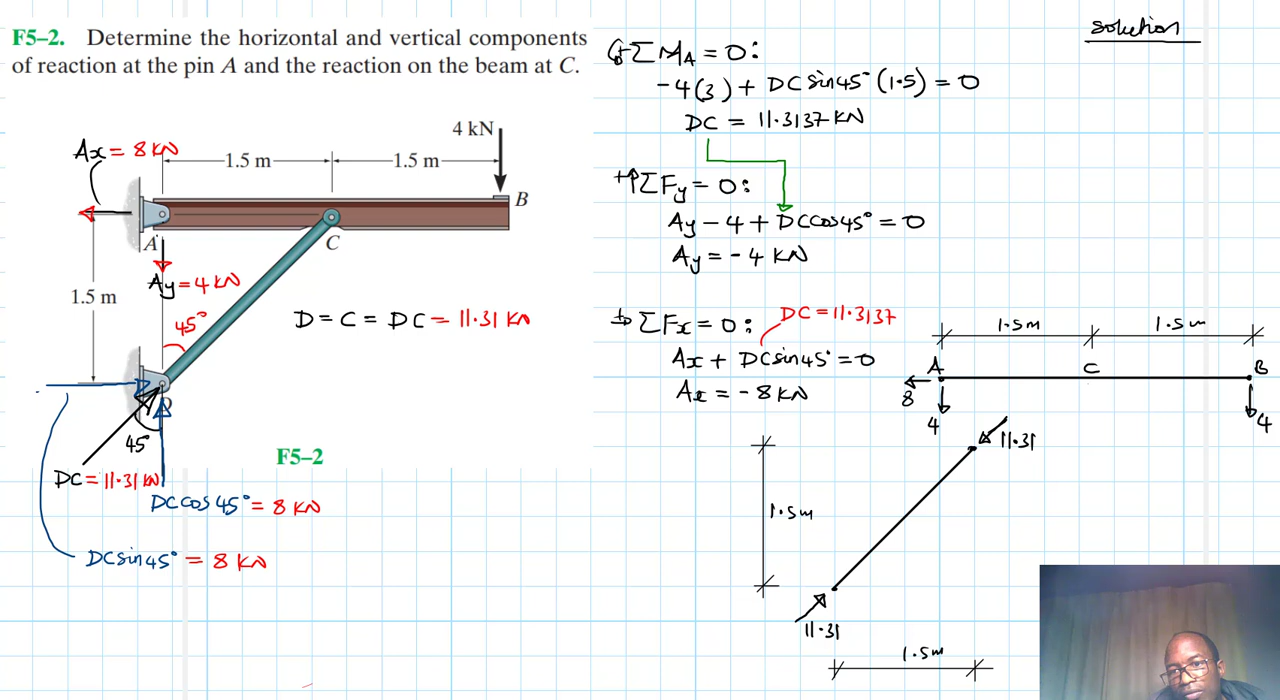 solution
F5–2. Determine the horizontal and vertical components
of reaction at the pin A and the reaction on the beam at C.
4 kN
Ax = 8 KN
1.5 m
1.5 m
B
A
C
Ay = 4 KN
1.5 m
45°
D = C = DC = 11.31 KN
45°
F5–2
DC = 11.31 KN
DC cos 45° = 8 KN
DC sin 45° = 8 KN
↺+ ΣMA = 0:
-4(3) + DC sin 45° (1.5) = 0
DC = 11.3137 KN
+↑ΣFy = 0:
Ay - 4 + DC cos 45° = 0
Ay = -4 KN
+→ ΣFx = 0:
DC = 11.3137
Ax + DC sin 45° = 0
Ax = -8 KN
1.5m
1.5m
A
C
B
8
4
4
11.31
1.5m
11.31
1.5m